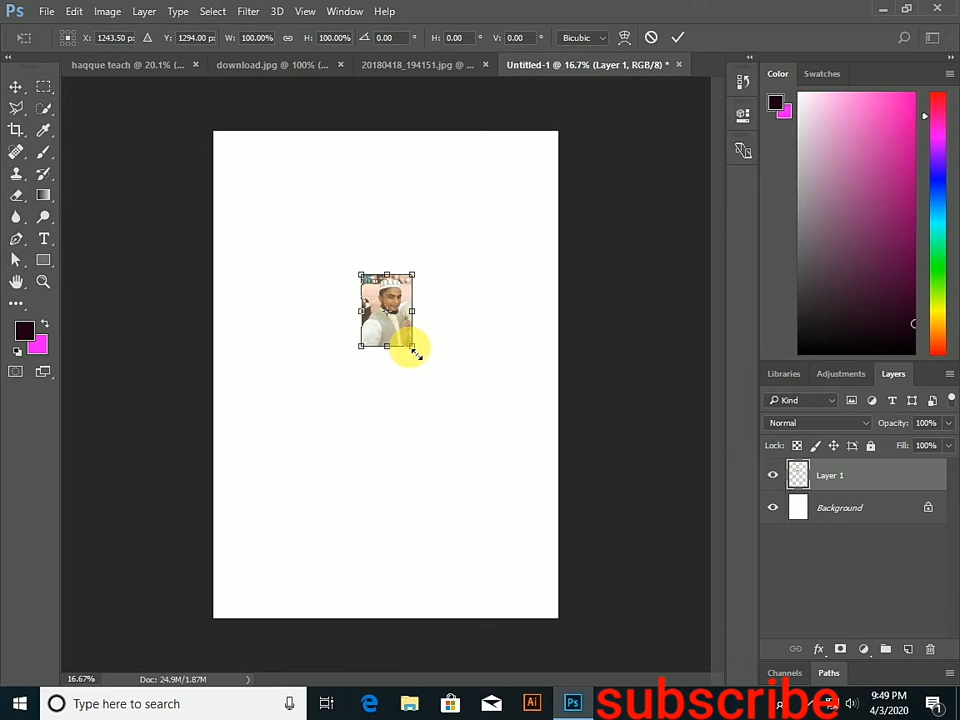 Ps File Edit Image Layer Type Select Filter 3D View Window Help
X: 1243.50 p: Y: 1294.00 p: W: 100.00% H: 100.00% 0.00 ° H: 0.00 ° V: 0.00 ° Bicubic
haqque teach @ 20.1% (... × download.jpg @ 100% (... × 20180418_194151.jpg @ ... × Untitled-1 @ 16.7% (Layer 1, RGB/8) * ×
Color Swatches
Libraries Adjustments Layers
Kind
Normal Opacity: 100%
Lock: Fill: 100%
Layer 1
Background
Channels Paths
16.67% Doc: 24.9M/1.87M
Type here to search
Ai Ps
subscribe
9:49 PM
4/3/2020
1